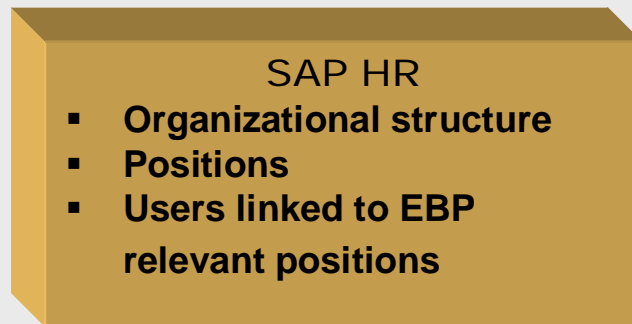 SAP HR
▪ Organizational structure
▪ Positions
▪ Users linked to EBP
relevant positions